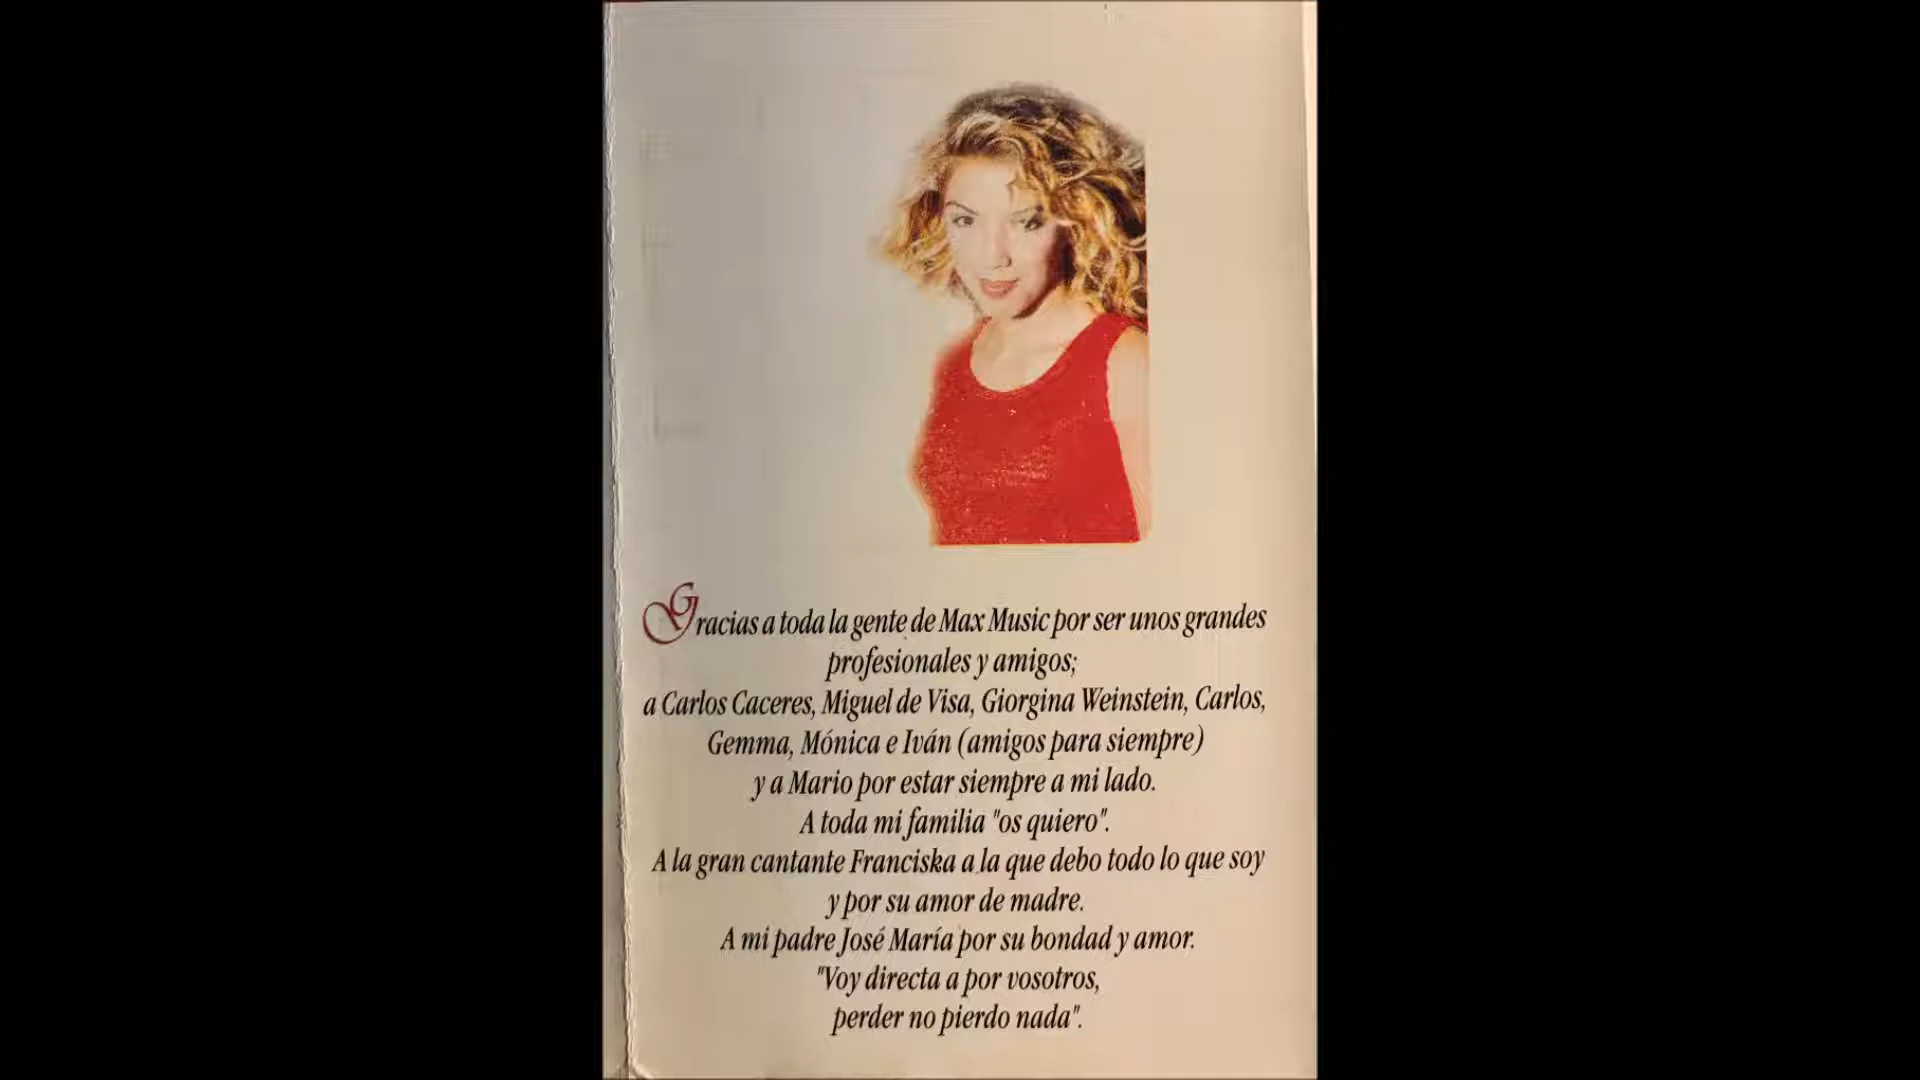 Gracias a toda la gente de Max Music por ser unos grandes
profesionales y amigos;
a Carlos Caceres, Miguel de Visa, Giorgina Weinstein, Carlos,
Gemma, Mónica e Iván (amigos para siempre)
y a Mario por estar siempre a mi lado.
A toda mi familia "os quiero".
A la gran cantante Franciska a la que debo todo lo que soy
y por su amor de madre.
A mi padre José María por su bondad y amor.
"Voy directa a por vosotros,
perder no pierdo nada".